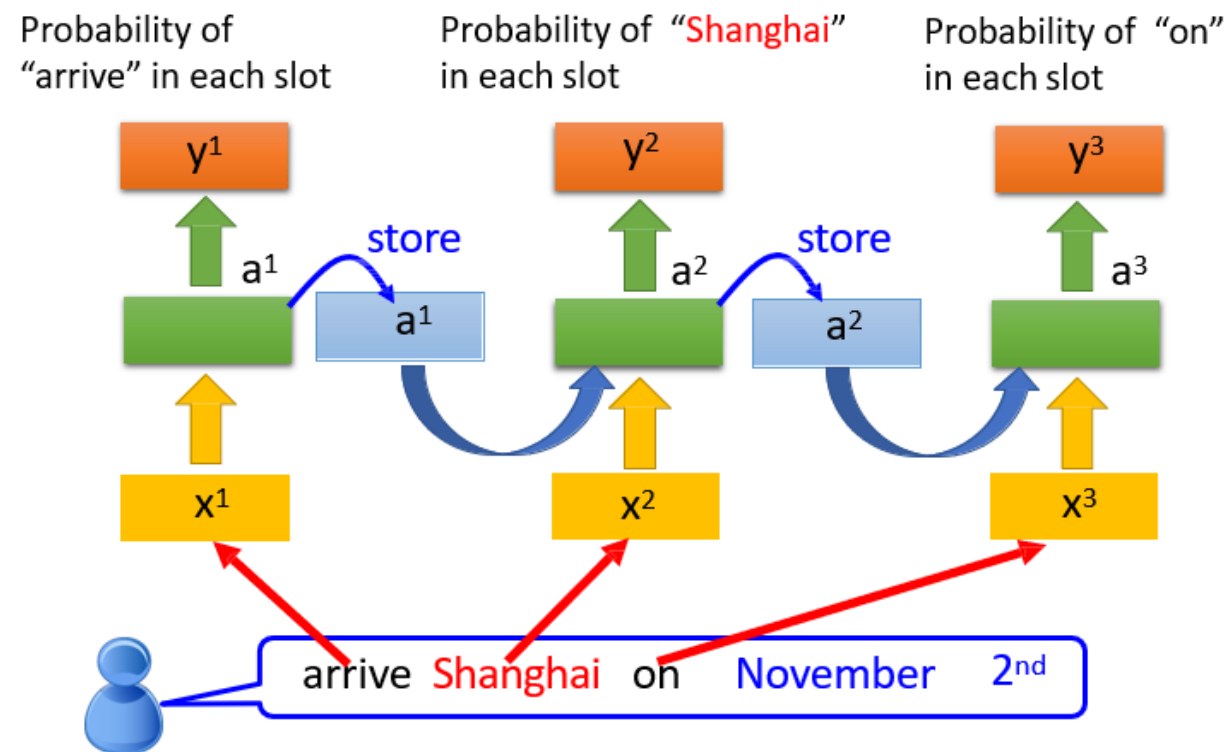 Probability of
“arrive” in each slot
Probability of “Shanghai”
in each slot
Probability of “on”
in each slot
y¹
y²
y³
store
store
a¹
a²
a³
a¹
a²
x¹
x²
x³
arrive Shanghai on November 2ⁿᵈ